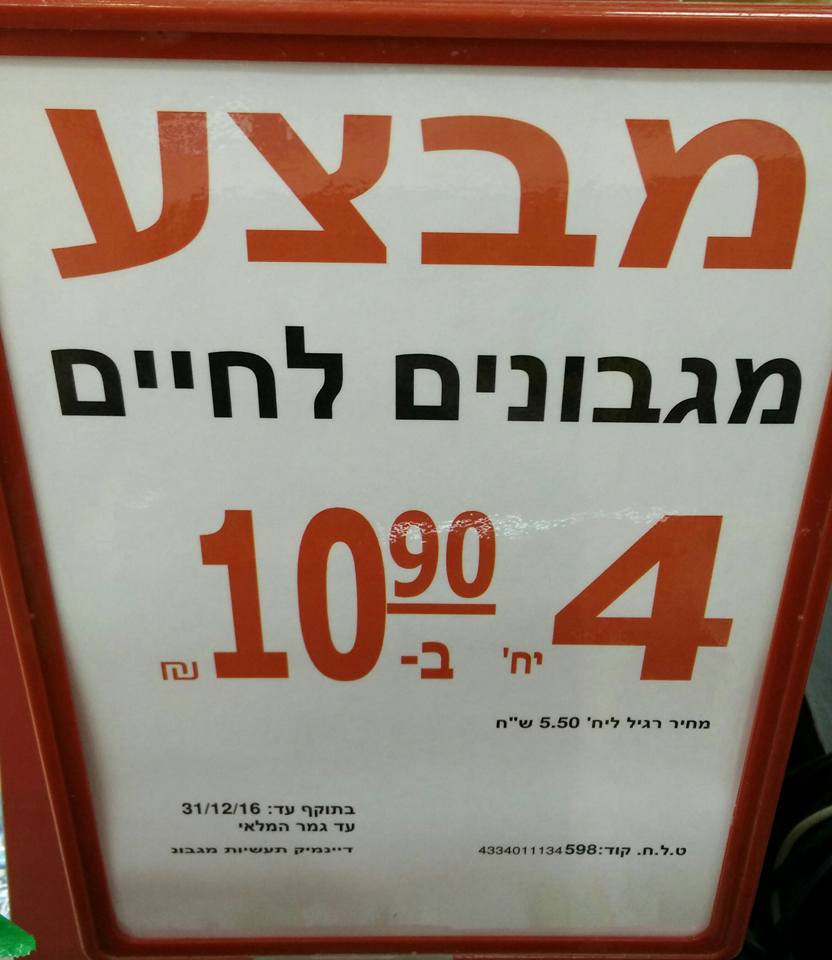 מבצע
מגבונים לחיים
4 יח' ב- 10.90 ₪
מחיר רגיל ליח' 5.50 ש"ח
בתוקף עד: 31/12/16
עד גמר המלאי
ט.ל.ח. קוד:4334011134598
דיינמיק תעשיות מגבונ